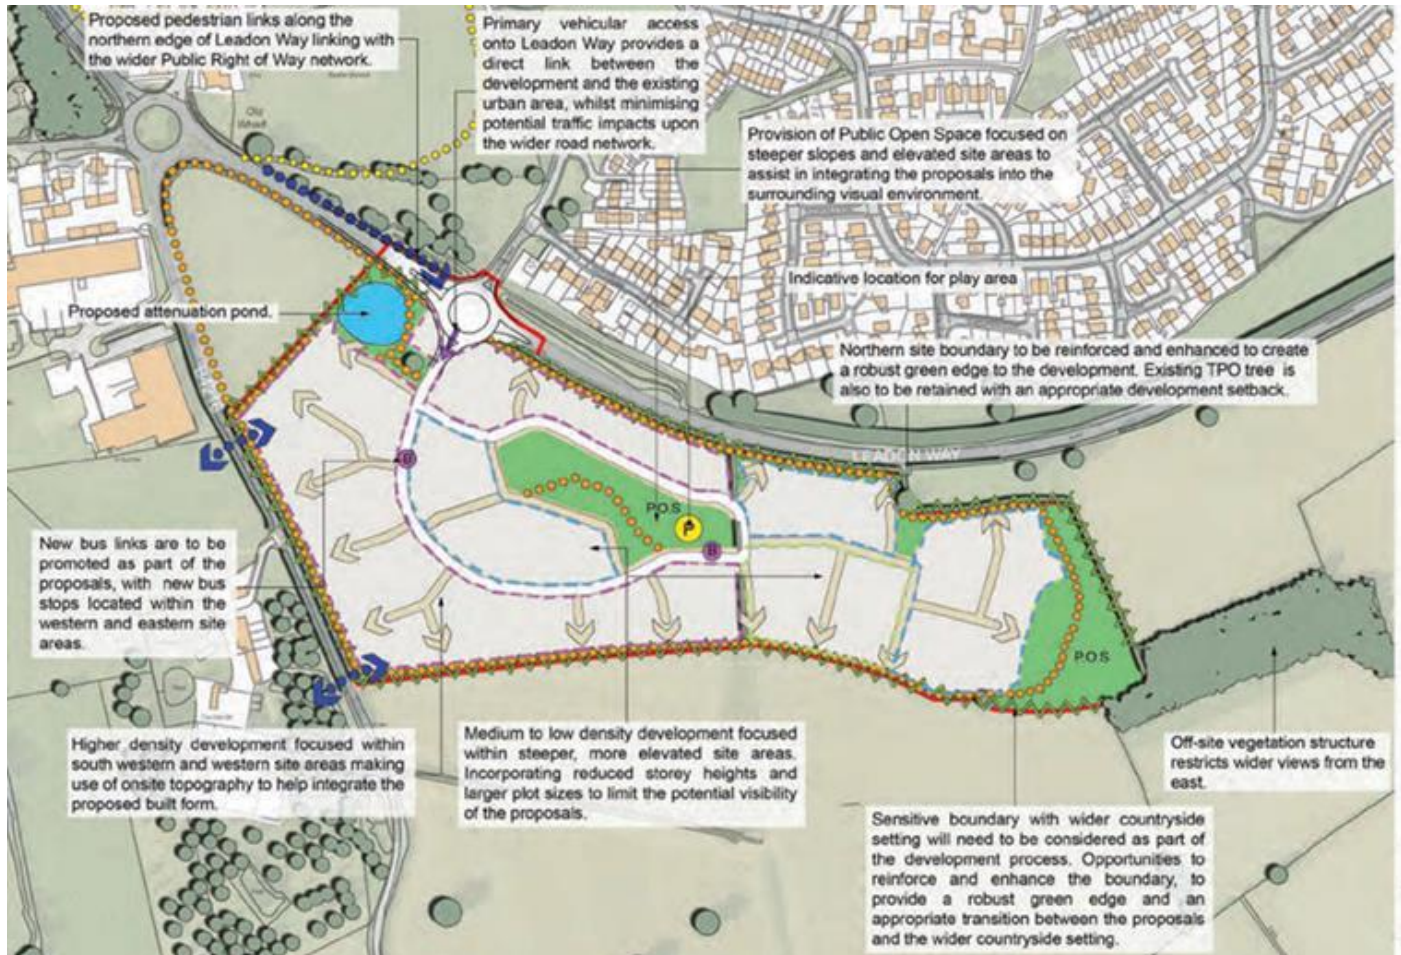 Proposed pedestrian links along the
northern edge of Leadon Way linking with
the wider Public Right of Way network.
Primary vehicular access
onto Leadon Way provides a
direct link between the
development and the existing
urban area, whilst minimising
potential traffic impacts upon
the wider road network.
Old
Wharf
Provision of Public Open Space focused on
steeper slopes and elevated site areas to
assist in integrating the proposals into the
surrounding visual environment.
Indicative location for play area
Proposed attenuation pond.
Northern site boundary to be reinforced and enhanced to create
a robust green edge to the development. Existing TPO tree is
also to be retained with an appropriate development setback.
LEADON WAY
B
P.O.S
P
B
New bus links are to be
promoted as part of the
proposals, with new bus
stops located within the
western and eastern site
areas.
P.O.S
Higher density development focused within
south western and western site areas making
use of onsite topography to help integrate the
proposed built form.
Medium to low density development focused
within steeper, more elevated site areas.
Incorporating reduced storey heights and
larger plot sizes to limit the potential visibility
of the proposals.
Off-site vegetation structure
restricts wider views from the
east.
Sensitive boundary with wider countryside
setting will need to be considered as part of
the development process. Opportunities to
reinforce and enhance the boundary, to
provide a robust green edge and an
appropriate transition between the proposals
and the wider countryside setting.